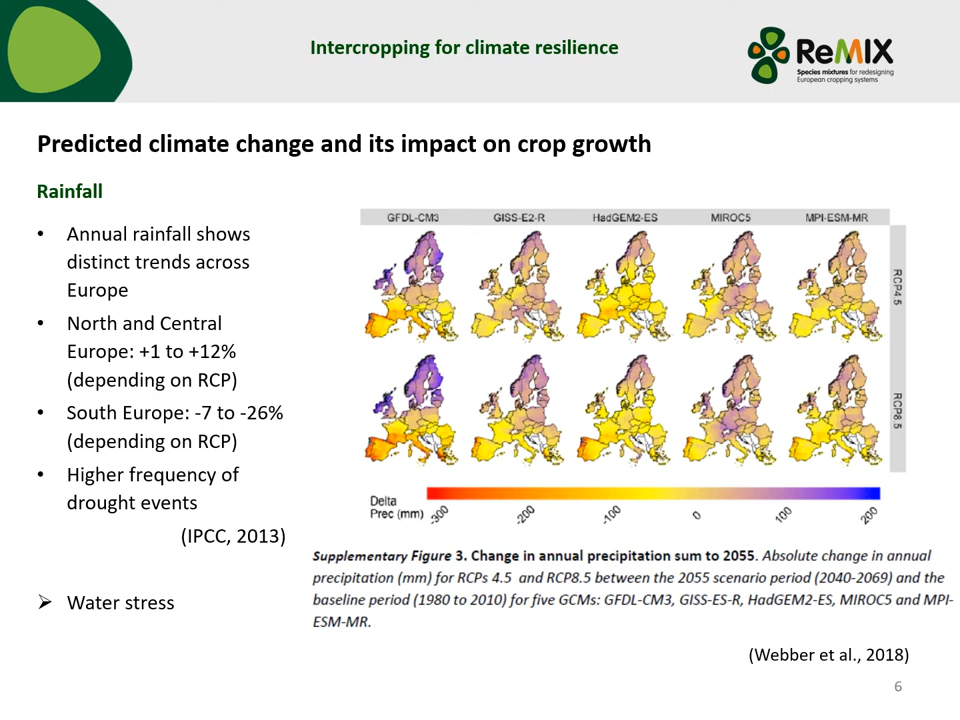 Intercropping for climate resilience
ReMIX
Species mixtures for redesigning
European cropping systems
Predicted climate change and its impact on crop growth
Rainfall
• Annual rainfall shows
distinct trends across
Europe
• North and Central
Europe: +1 to +12%
(depending on RCP)
• South Europe: -7 to -26%
(depending on RCP)
• Higher frequency of
drought events
(IPCC, 2013)
➢ Water stress
GFDL-CM3 GISS-E2-R HadGEM2-ES MIROC5 MPI-ESM-MR
RCP4.5
RCP8.5
Delta
Prec (mm)
-300 -200 -100 0 100 200
Supplementary Figure 3. Change in annual precipitation sum to 2055. Absolute change in annual
precipitation (mm) for RCPs 4.5 and RCP8.5 between the 2055 scenario period (2040-2069) and the
baseline period (1980 to 2010) for five GCMs: GFDL-CM3, GISS-ES-R, HadGEM2-ES, MIROC5 and MPI-
ESM-MR.
(Webber et al., 2018)
6